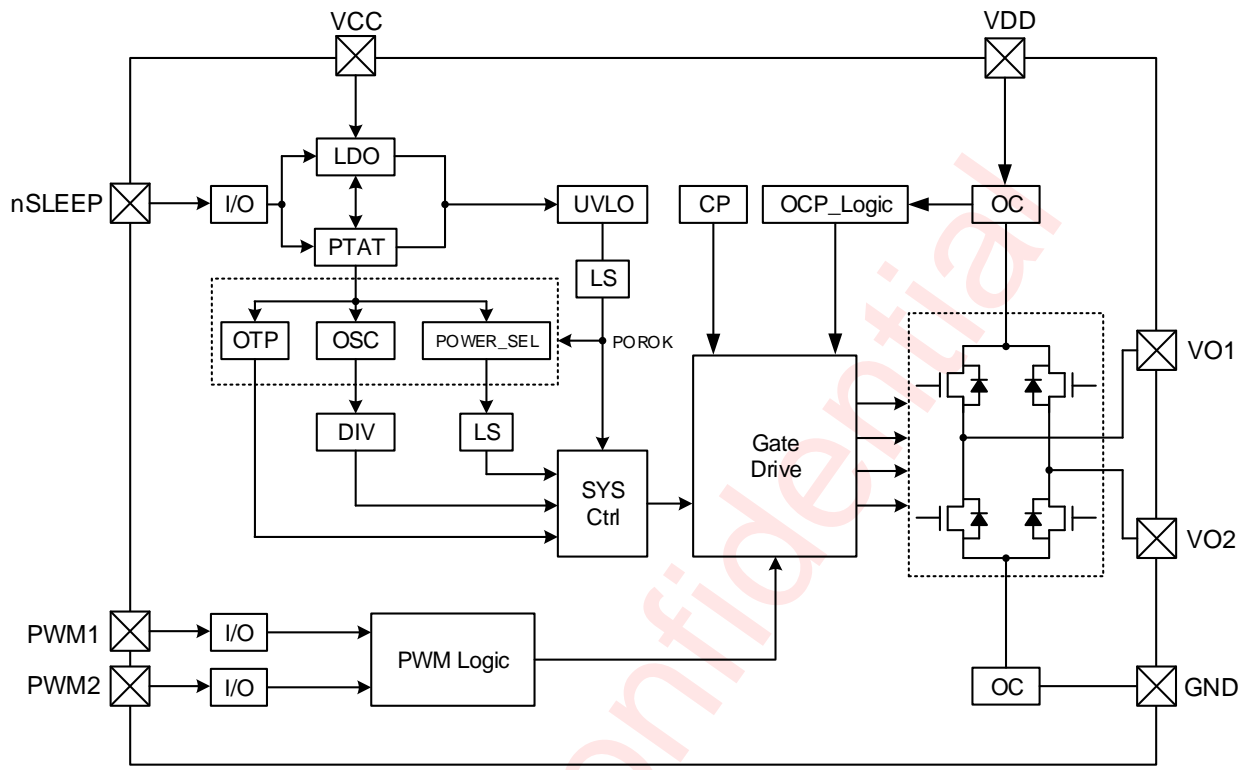 VCC
VDD
LDO
nSLEEP
I/O
UVLO
CP
OCP_Logic
OC
PTAT
LS
OTP
OSC
POWER_SEL
POROK
VO1
DIV
LS
Gate
Drive
SYS
Ctrl
VO2
PWM1
I/O
PWM Logic
PWM2
I/O
OC
GND
onfidential